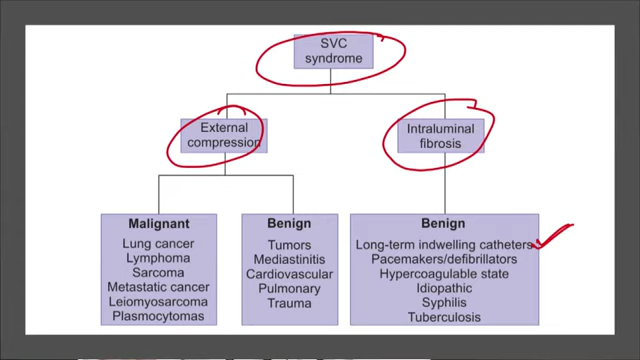 SVC
syndrome
External
compression
Intraluminal
fibrosis
Malignant
Lung cancer
Lymphoma
Sarcoma
Metastatic cancer
Leiomyosarcoma
Plasmocytomas
Benign
Tumors
Mediastinitis
Cardiovascular
Pulmonary
Trauma
Benign
Long-term indwelling catheters
Pacemakers/defibrillators
Hypercoagulable state
Idiopathic
Syphilis
Tuberculosis